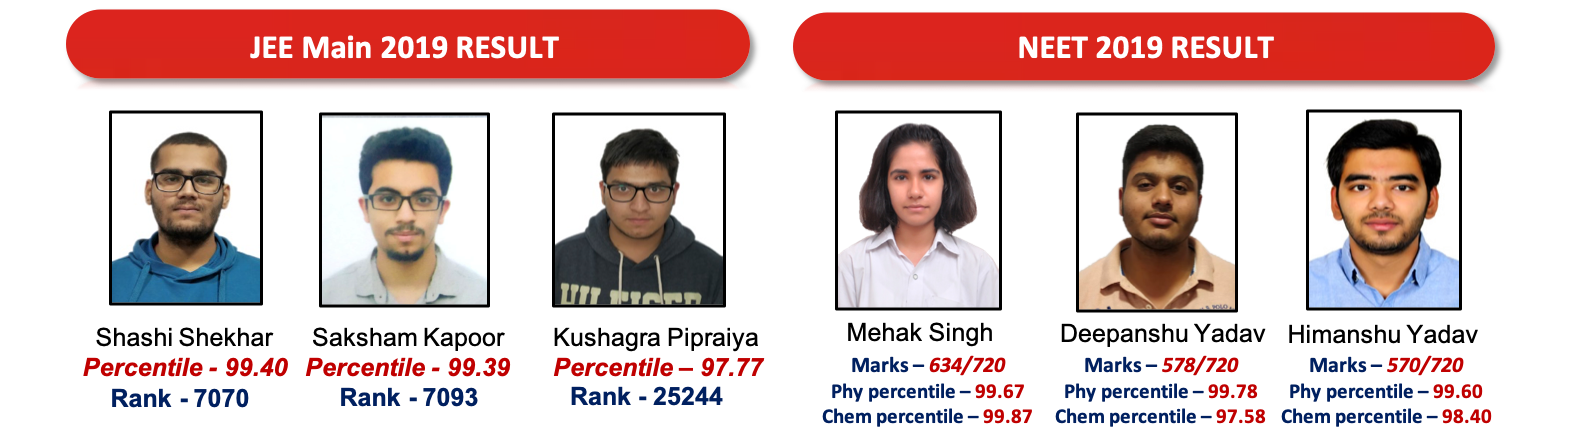 JEE Main 2019 RESULT
NEET 2019 RESULT
HILFIGER
POLO
Shashi Shekhar
Percentile - 99.40
Rank - 7070
Saksham Kapoor
Percentile - 99.39
Rank - 7093
Kushagra Pipraiya
Percentile – 97.77
Rank - 25244
Mehak Singh
Marks – 634/720
Phy percentile – 99.67
Chem percentile – 99.87
Deepanshu Yadav
Marks – 578/720
Phy percentile – 99.78
Chem percentile – 97.58
Himanshu Yadav
Marks – 570/720
Phy percentile – 99.60
Chem percentile – 98.40